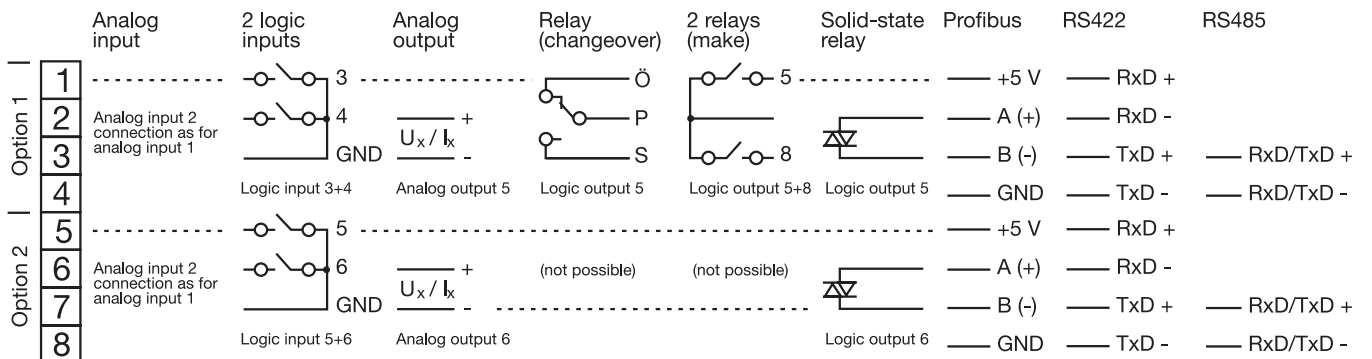 Analog input 2 logic inputs Analog output Relay (changeover) 2 relays (make) Solid-state relay Profibus RS422 RS485
Option 1
1 3 Ö 5 +5 V RxD +
2 Analog input 2 connection as for analog input 1 4 + Uₓ / Iₓ P A (+) RxD -
3 GND - S 8 B (-) TxD + RxD/TxD +
4 Logic input 3+4 Analog output 5 Logic output 5 Logic output 5+8 Logic output 5 GND TxD - RxD/TxD -
Option 2
5 5 +5 V RxD +
6 Analog input 2 connection as for analog input 1 6 + Uₓ / Iₓ (not possible) (not possible) A (+) RxD -
7 GND - B (-) TxD + RxD/TxD +
8 Logic input 5+6 Analog output 6 Logic output 6 GND TxD - RxD/TxD -